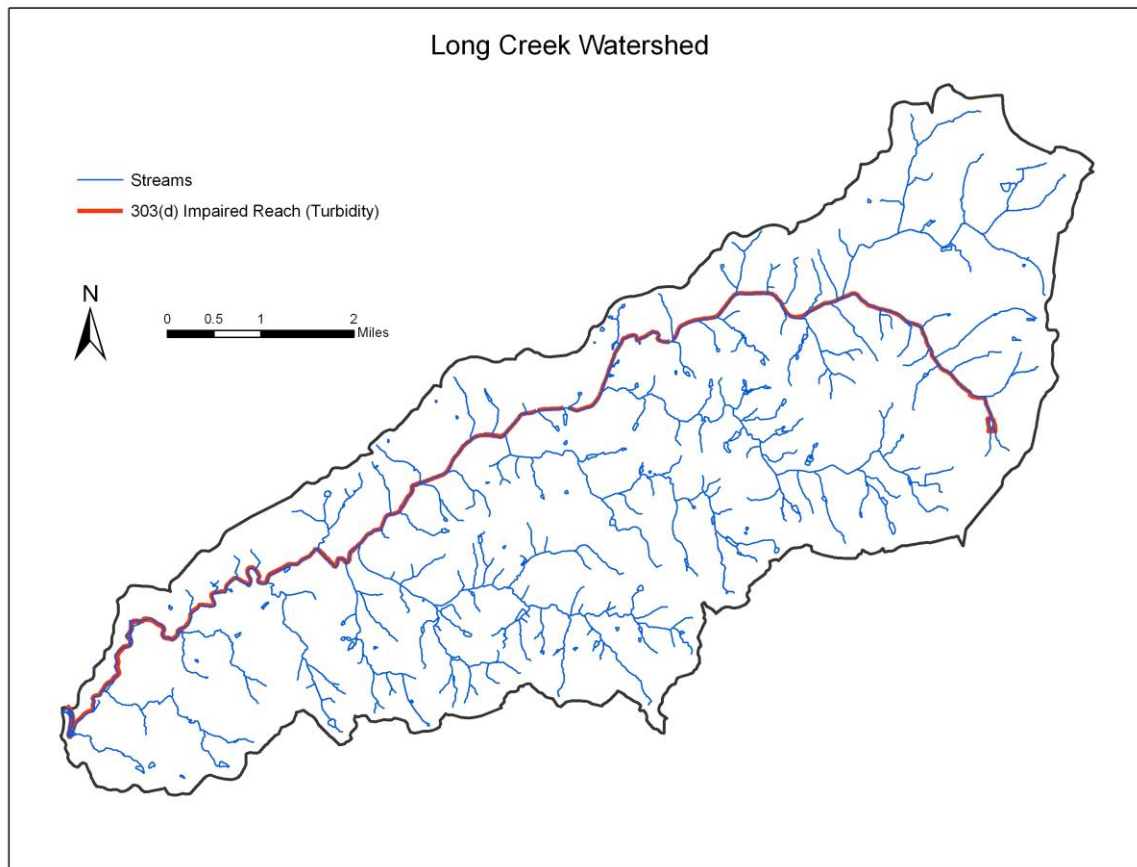 Long Creek Watershed
Streams
303(d) Impaired Reach (Turbidity)
N
0 0.5 1 2
Miles